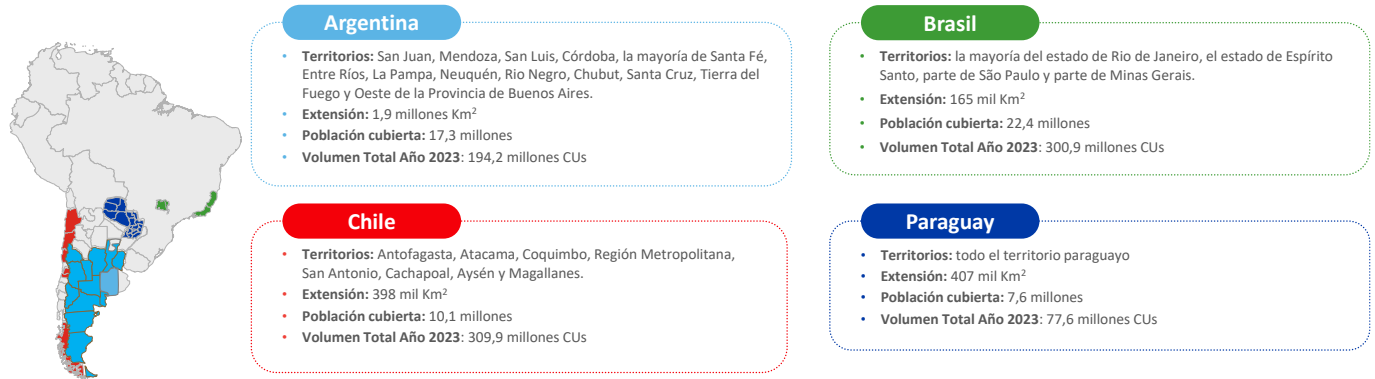 Argentina
• Territorios: San Juan, Mendoza, San Luis, Córdoba, la mayoría de Santa Fé,
Entre Ríos, La Pampa, Neuquén, Rio Negro, Chubut, Santa Cruz, Tierra del
Fuego y Oeste de la Provincia de Buenos Aires.
• Extensión: 1,9 millones Km²
• Población cubierta: 17,3 millones
• Volumen Total Año 2023: 194,2 millones CUs
Brasil
• Territorios: la mayoría del estado de Rio de Janeiro, el estado de Espírito
Santo, parte de São Paulo y parte de Minas Gerais.
• Extensión: 165 mil Km²
• Población cubierta: 22,4 millones
• Volumen Total Año 2023: 300,9 millones CUs
Chile
• Territorios: Antofagasta, Atacama, Coquimbo, Región Metropolitana,
San Antonio, Cachapoal, Aysén y Magallanes.
• Extensión: 398 mil Km²
• Población cubierta: 10,1 millones
• Volumen Total Año 2023: 309,9 millones CUs
Paraguay
• Territorios: todo el territorio paraguayo
• Extensión: 407 mil Km²
• Población cubierta: 7,6 millones
• Volumen Total Año 2023: 77,6 millones CUs